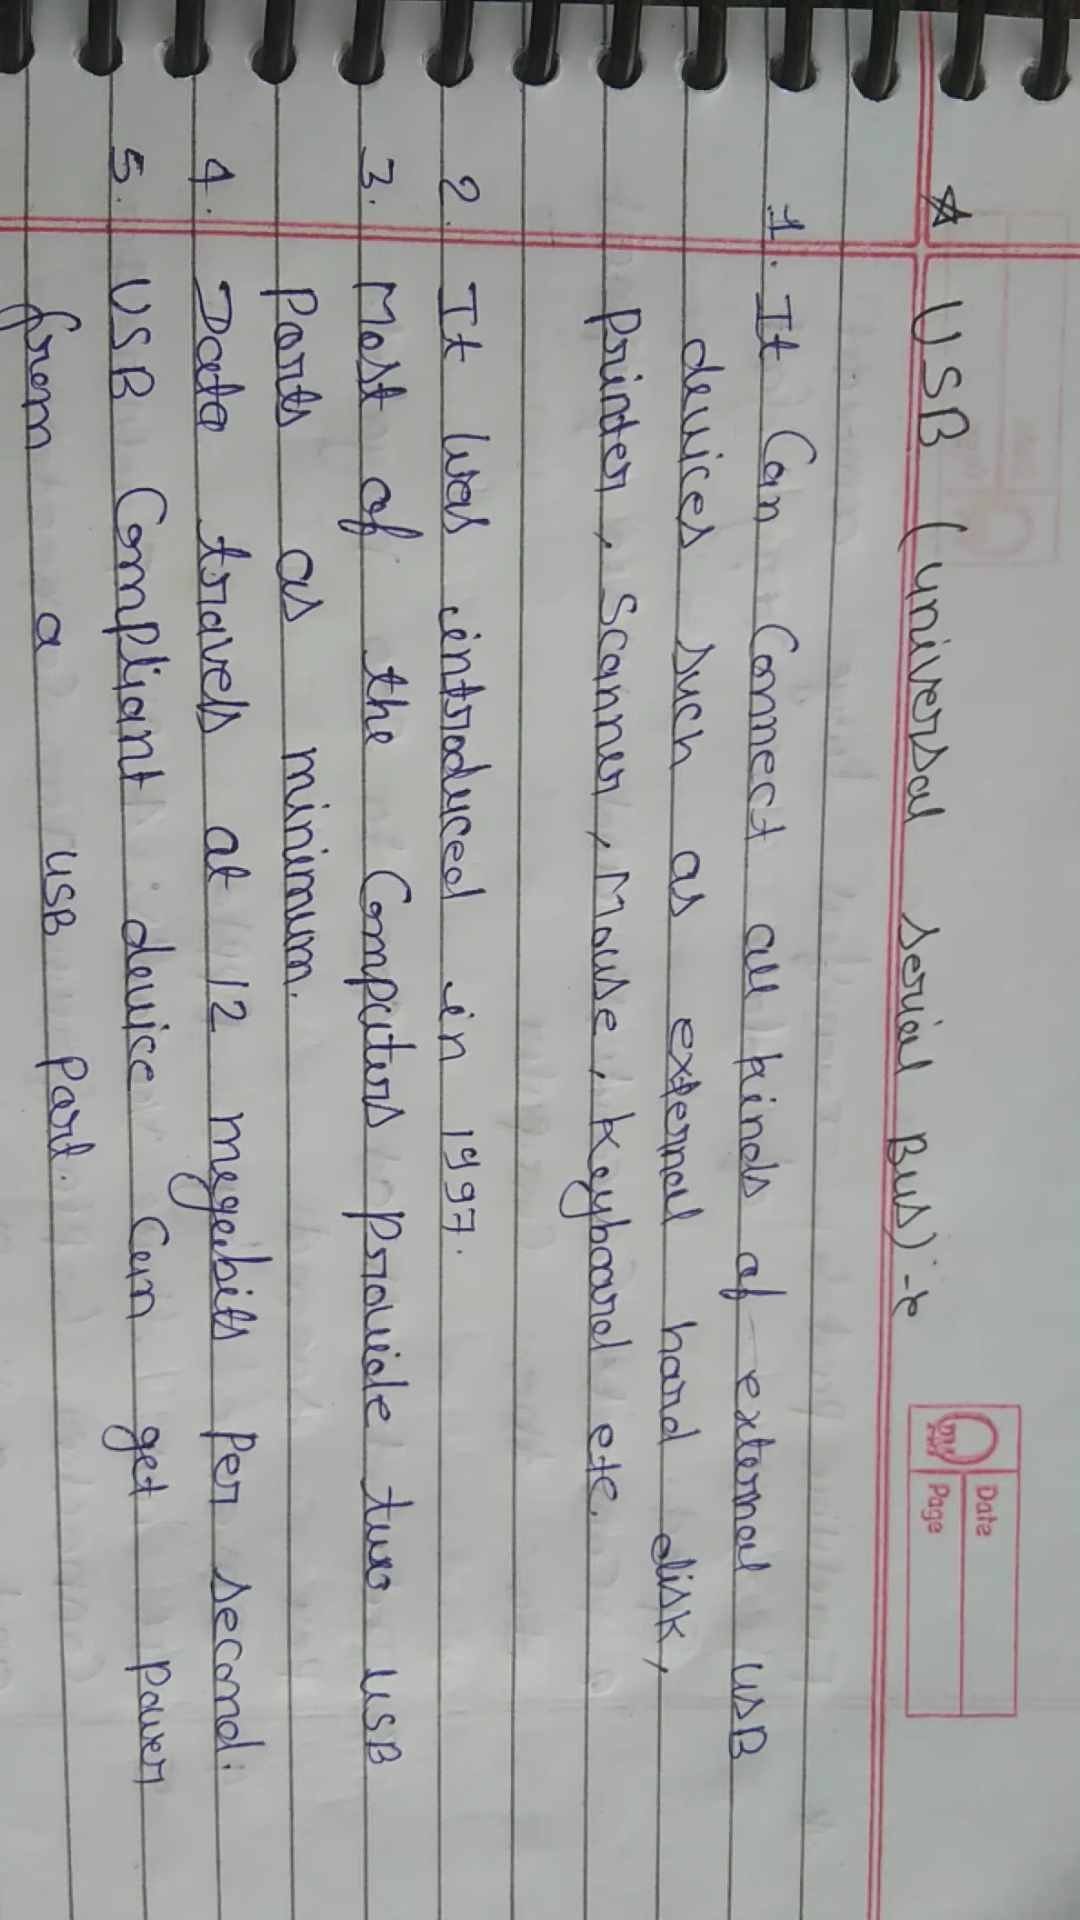 Date
Page
☆ USB (universal serial Bus) :-
1. It Can Connect all kinds of external USB
devices such as external hard disk,
Printer, Scanner, Mouse, Keyboard etc.
2. It was introduced in 1997.
3. Most of the Computers Provide two USB
Ports as minimum.
4. Data travels at 12 megabits Per second.
5. USB Compliant device Can get Power
from a USB Port.